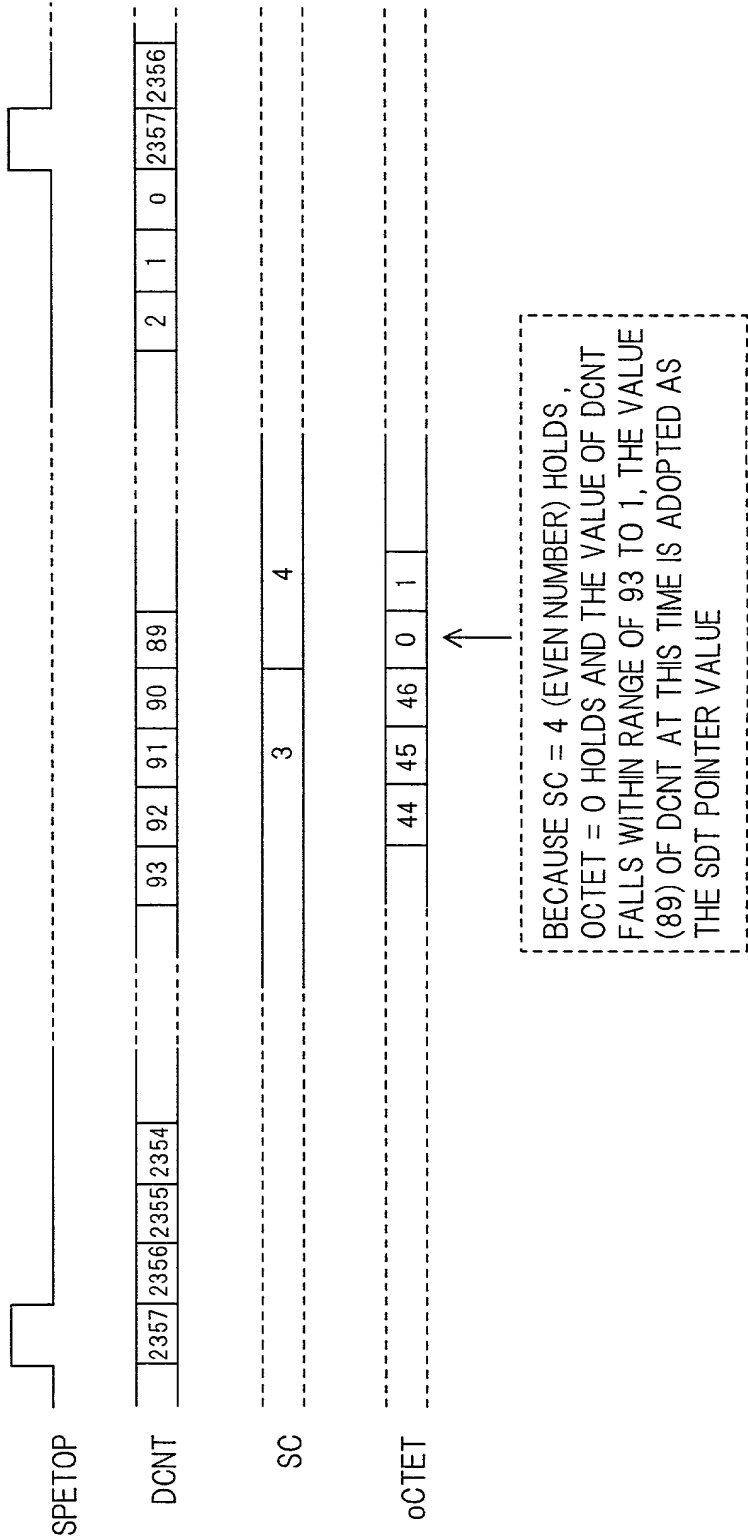 SPETOP
DCNT 2357 2356 2355 2354 93 92 91 90 89 2 1 0 2357 2356
SC 3 4
oCTET 44 45 46 0 1
BECAUSE SC = 4 (EVEN NUMBER) HOLDS,
OCTET = 0 HOLDS AND THE VALUE OF DCNT
FALLS WITHIN RANGE OF 93 TO 1, THE VALUE
(89) OF DCNT AT THIS TIME IS ADOPTED AS
THE SDT POINTER VALUE